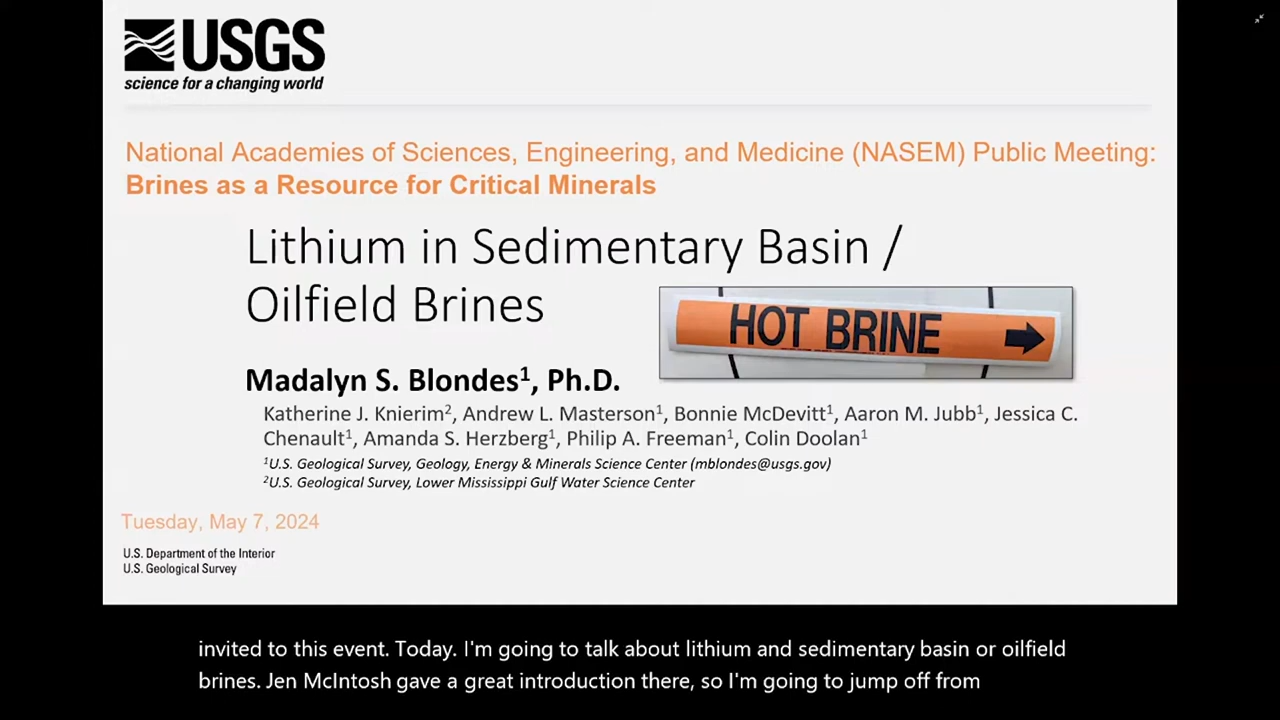 USGS
science for a changing world
National Academies of Sciences, Engineering, and Medicine (NASEM) Public Meeting:
Brines as a Resource for Critical Minerals
Lithium in Sedimentary Basin /
Oilfield Brines
HOT BRINE
Madalyn S. Blondes¹, Ph.D.
Katherine J. Knierim², Andrew L. Masterson¹, Bonnie McDevitt¹, Aaron M. Jubb¹, Jessica C.
Chenault¹, Amanda S. Herzberg¹, Philip A. Freeman¹, Colin Doolan¹
¹U.S. Geological Survey, Geology, Energy & Minerals Science Center (mblondes@usgs.gov)
²U.S. Geological Survey, Lower Mississippi Gulf Water Science Center
Tuesday, May 7, 2024
U.S. Department of the Interior
U.S. Geological Survey
invited to this event. Today. I'm going to talk about lithium and sedimentary basin or oilfield
brines. Jen McIntosh gave a great introduction there, so I'm going to jump off from